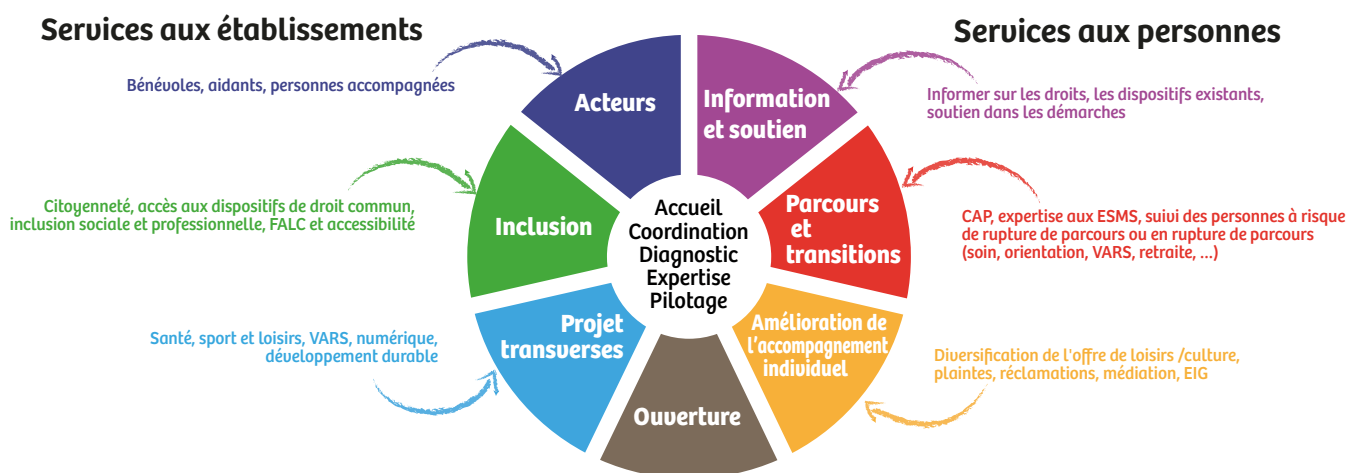 Services aux établissements
Services aux personnes
Bénévoles, aidants, personnes accompagnées
Acteurs
Information
et soutien
Informer sur les droits, les dispositifs existants,
soutien dans les démarches
Citoyenneté, accès aux dispositifs de droit commun,
inclusion sociale et professionnelle, FALC et accessibilité
Inclusion
Accueil
Coordination
Diagnostic
Expertise
Pilotage
Parcours
et
transitions
CAP, expertise aux ESMS, suivi des personnes à risque
de rupture de parcours ou en rupture de parcours
(soin, orientation, VARS, retraite, ...)
Santé, sport et loisirs, VARS, numérique,
développement durable
Projet
transverses
Ouverture
Amélioration de
l'accompagnement
individuel
Diversification de l'offre de loisirs /culture,
plaintes, réclamations, médiation, EIG